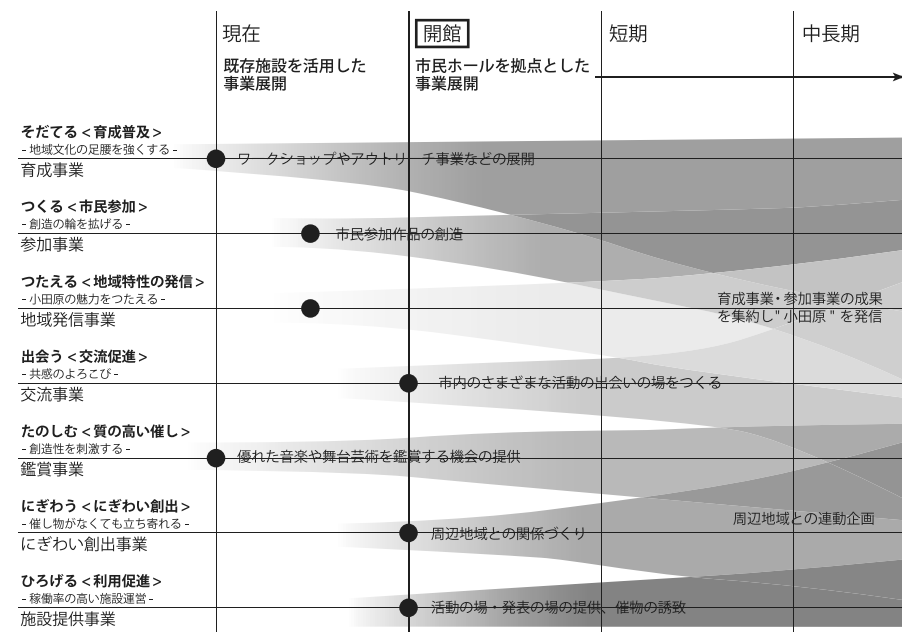 現在
開館
短期
中長期
既存施設を活用した
事業展開
市民ホールを拠点とした
事業展開
そだてる＜育成普及＞
- 地域文化の足腰を強くする -
育成事業
ワークショップやアウトリーチ事業などの展開
つくる＜市民参加＞
- 創造の輪を拡げる -
参加事業
市民参加作品の創造
つたえる＜地域特性の発信＞
- 小田原の魅力をつたえる -
地域発信事業
育成事業・参加事業の成果
を集約し"小田原"を発信
出会う＜交流促進＞
- 共感のよろこび -
交流事業
市内のさまざまな活動の出会いの場をつくる
たのしむ＜質の高い催し＞
- 創造性を刺激する -
鑑賞事業
優れた音楽や舞台芸術を鑑賞する機会の提供
にぎわう＜にぎわい創出＞
- 催し物がなくても立ち寄れる -
にぎわい創出事業
周辺地域との関係づくり
周辺地域との連動企画
ひろげる＜利用促進＞
- 稼働率の高い施設運営 -
施設提供事業
活動の場・発表の場の提供、催物の誘致